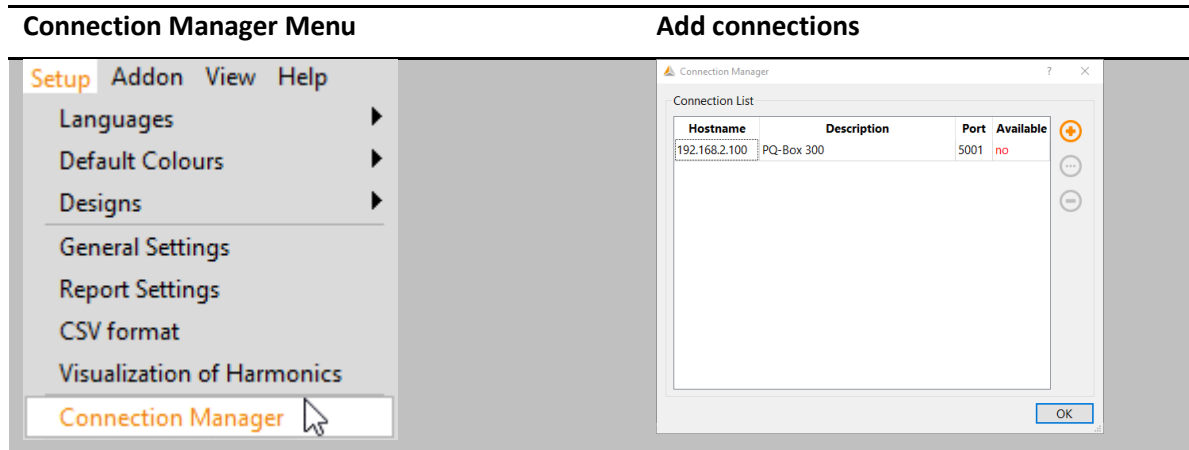 Connection Manager Menu
Add connections
Setup Addon View Help
Languages
Default Colours
Designs
General Settings
Report Settings
CSV format
Visualization of Harmonics
Connection Manager
Connection Manager ?
Connection List
Hostname Description Port Available
192.168.2.100 PQ-Box 300 5001 no
OK